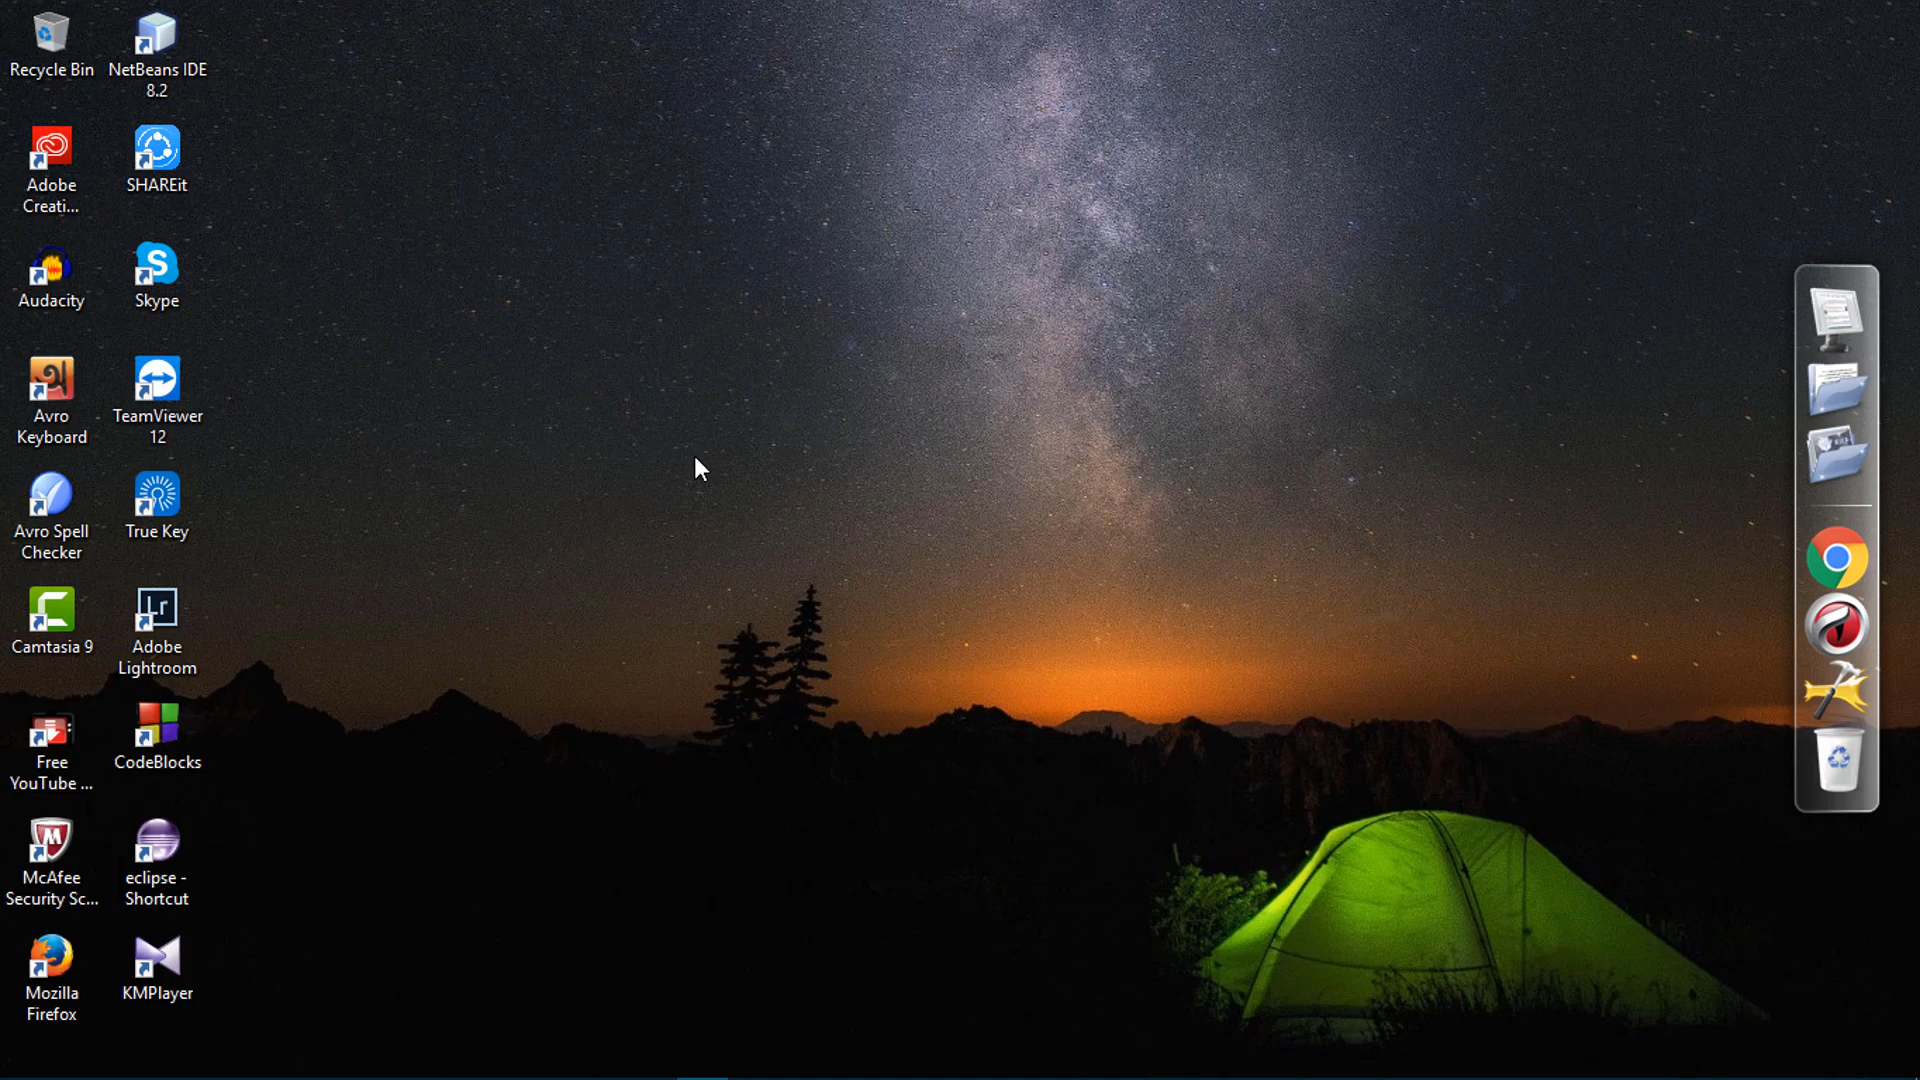 Recycle Bin
NetBeans IDE
8.2
Adobe
Creati...
SHAREit
Audacity
Skype
Avro
Keyboard
TeamViewer
12
Avro Spell
Checker
True Key
Camtasia 9
Adobe
Lightroom
Free
YouTube ...
CodeBlocks
McAfee
Security Sc...
eclipse -
Shortcut
Mozilla
Firefox
KMPlayer